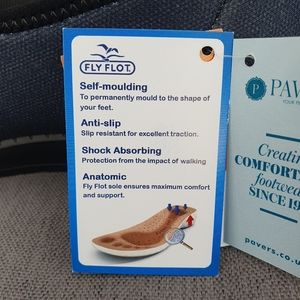 FLY FLOT
Self-moulding
To permanently mould to the shape of
your feet.
Anti-slip
Slip resistant for excellent traction.
Shock Absorbing
Protection from the impact of walking
Anatomic
Fly Flot sole ensures maximum comfort
and support.
P PAV
Creatin
COMFORT
footwe
SINCE 19
pavers.co.u